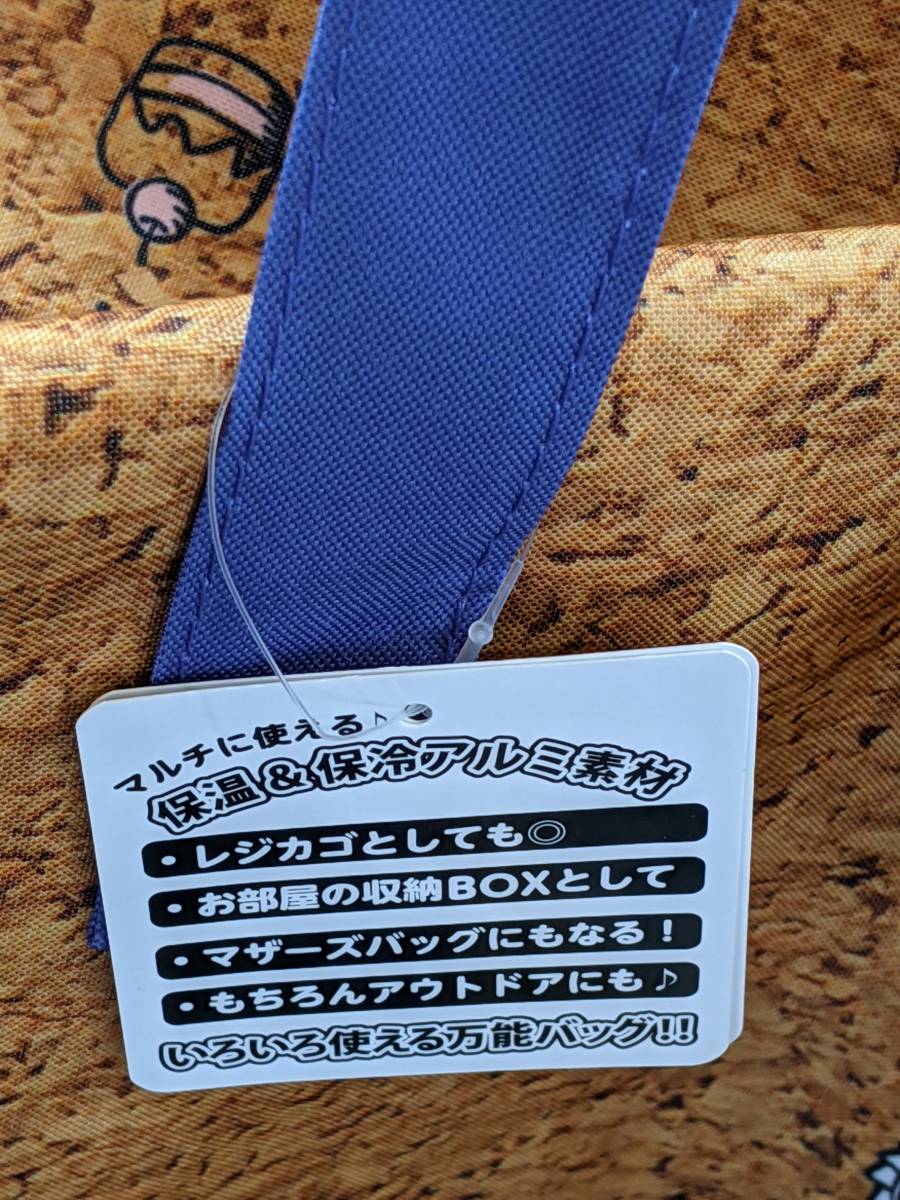 マルチに使える♪
保温＆保冷アルミ素材
・レジカゴとしても◎
・お部屋の収納BOXとして
・マザーズバッグにもなる！
・もちろんアウトドアにも♪
いろいろ使える万能バッグ!!